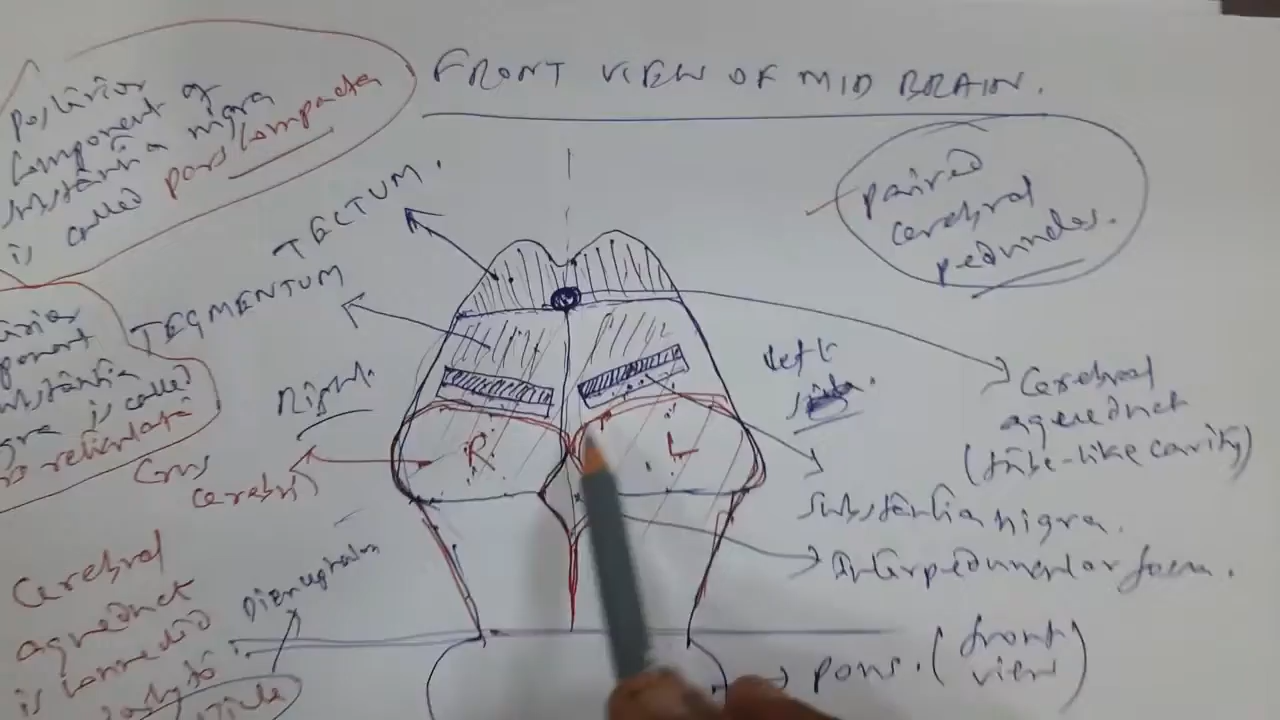 FRONT VIEW OF MID BRAIN.
posterior
component of
substantia nigra
is called pars compacta
paired
cerebral
peduncles.
TECTUM.
TEGMENTUM
component
substantia
is called
Right.
left
side.
R
L
Crus
cerebri
Cerebral
aqueduct
(tube-like cavity)
substantia nigra.
Interpeduncular fossa.
Diencephalon
Cerebral
aqueduct
is connected
pons. (front
view)